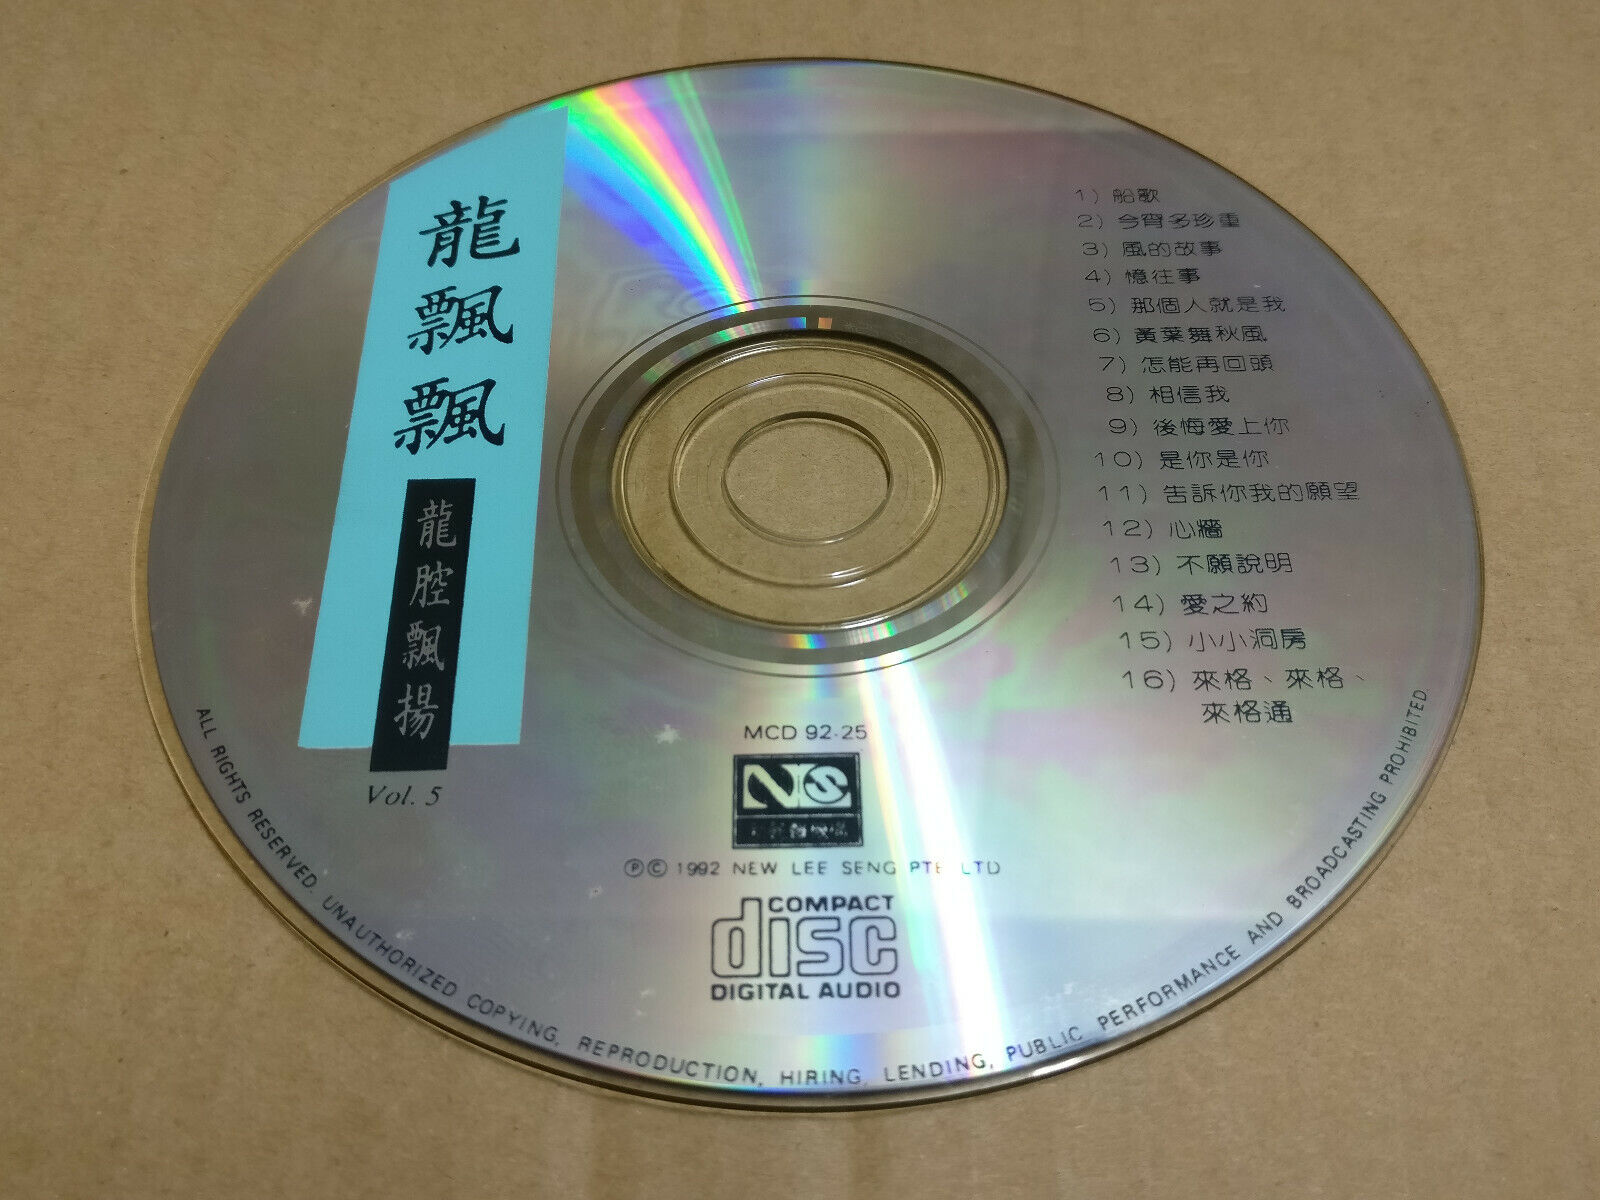 龍飄飄
龍腔飄揚
Vol. 5
1) 船歌
2) 今宵多珍重
3) 風的故事
4) 憶往事
5) 那個人就是我
6) 黃葉舞秋風
7) 怎能再回頭
8) 相信我
9) 後悔愛上你
10) 是你是你
11) 告訴你我的願望
12) 心牆
13) 不願說明
14) 愛之約
15) 小小洞房
16) 來格、來格、
來格通
MCD 92-25
NLS
ⓅⒸ 1992 NEW LEE SENG PTE LTD
COMPACT
disc
DIGITAL AUDIO
ALL RIGHTS RESERVED. UNAUTHORIZED COPYING, REPRODUCTION, HIRING, LENDING, PUBLIC PERFORMANCE AND BROADCASTING PROHIBITED.